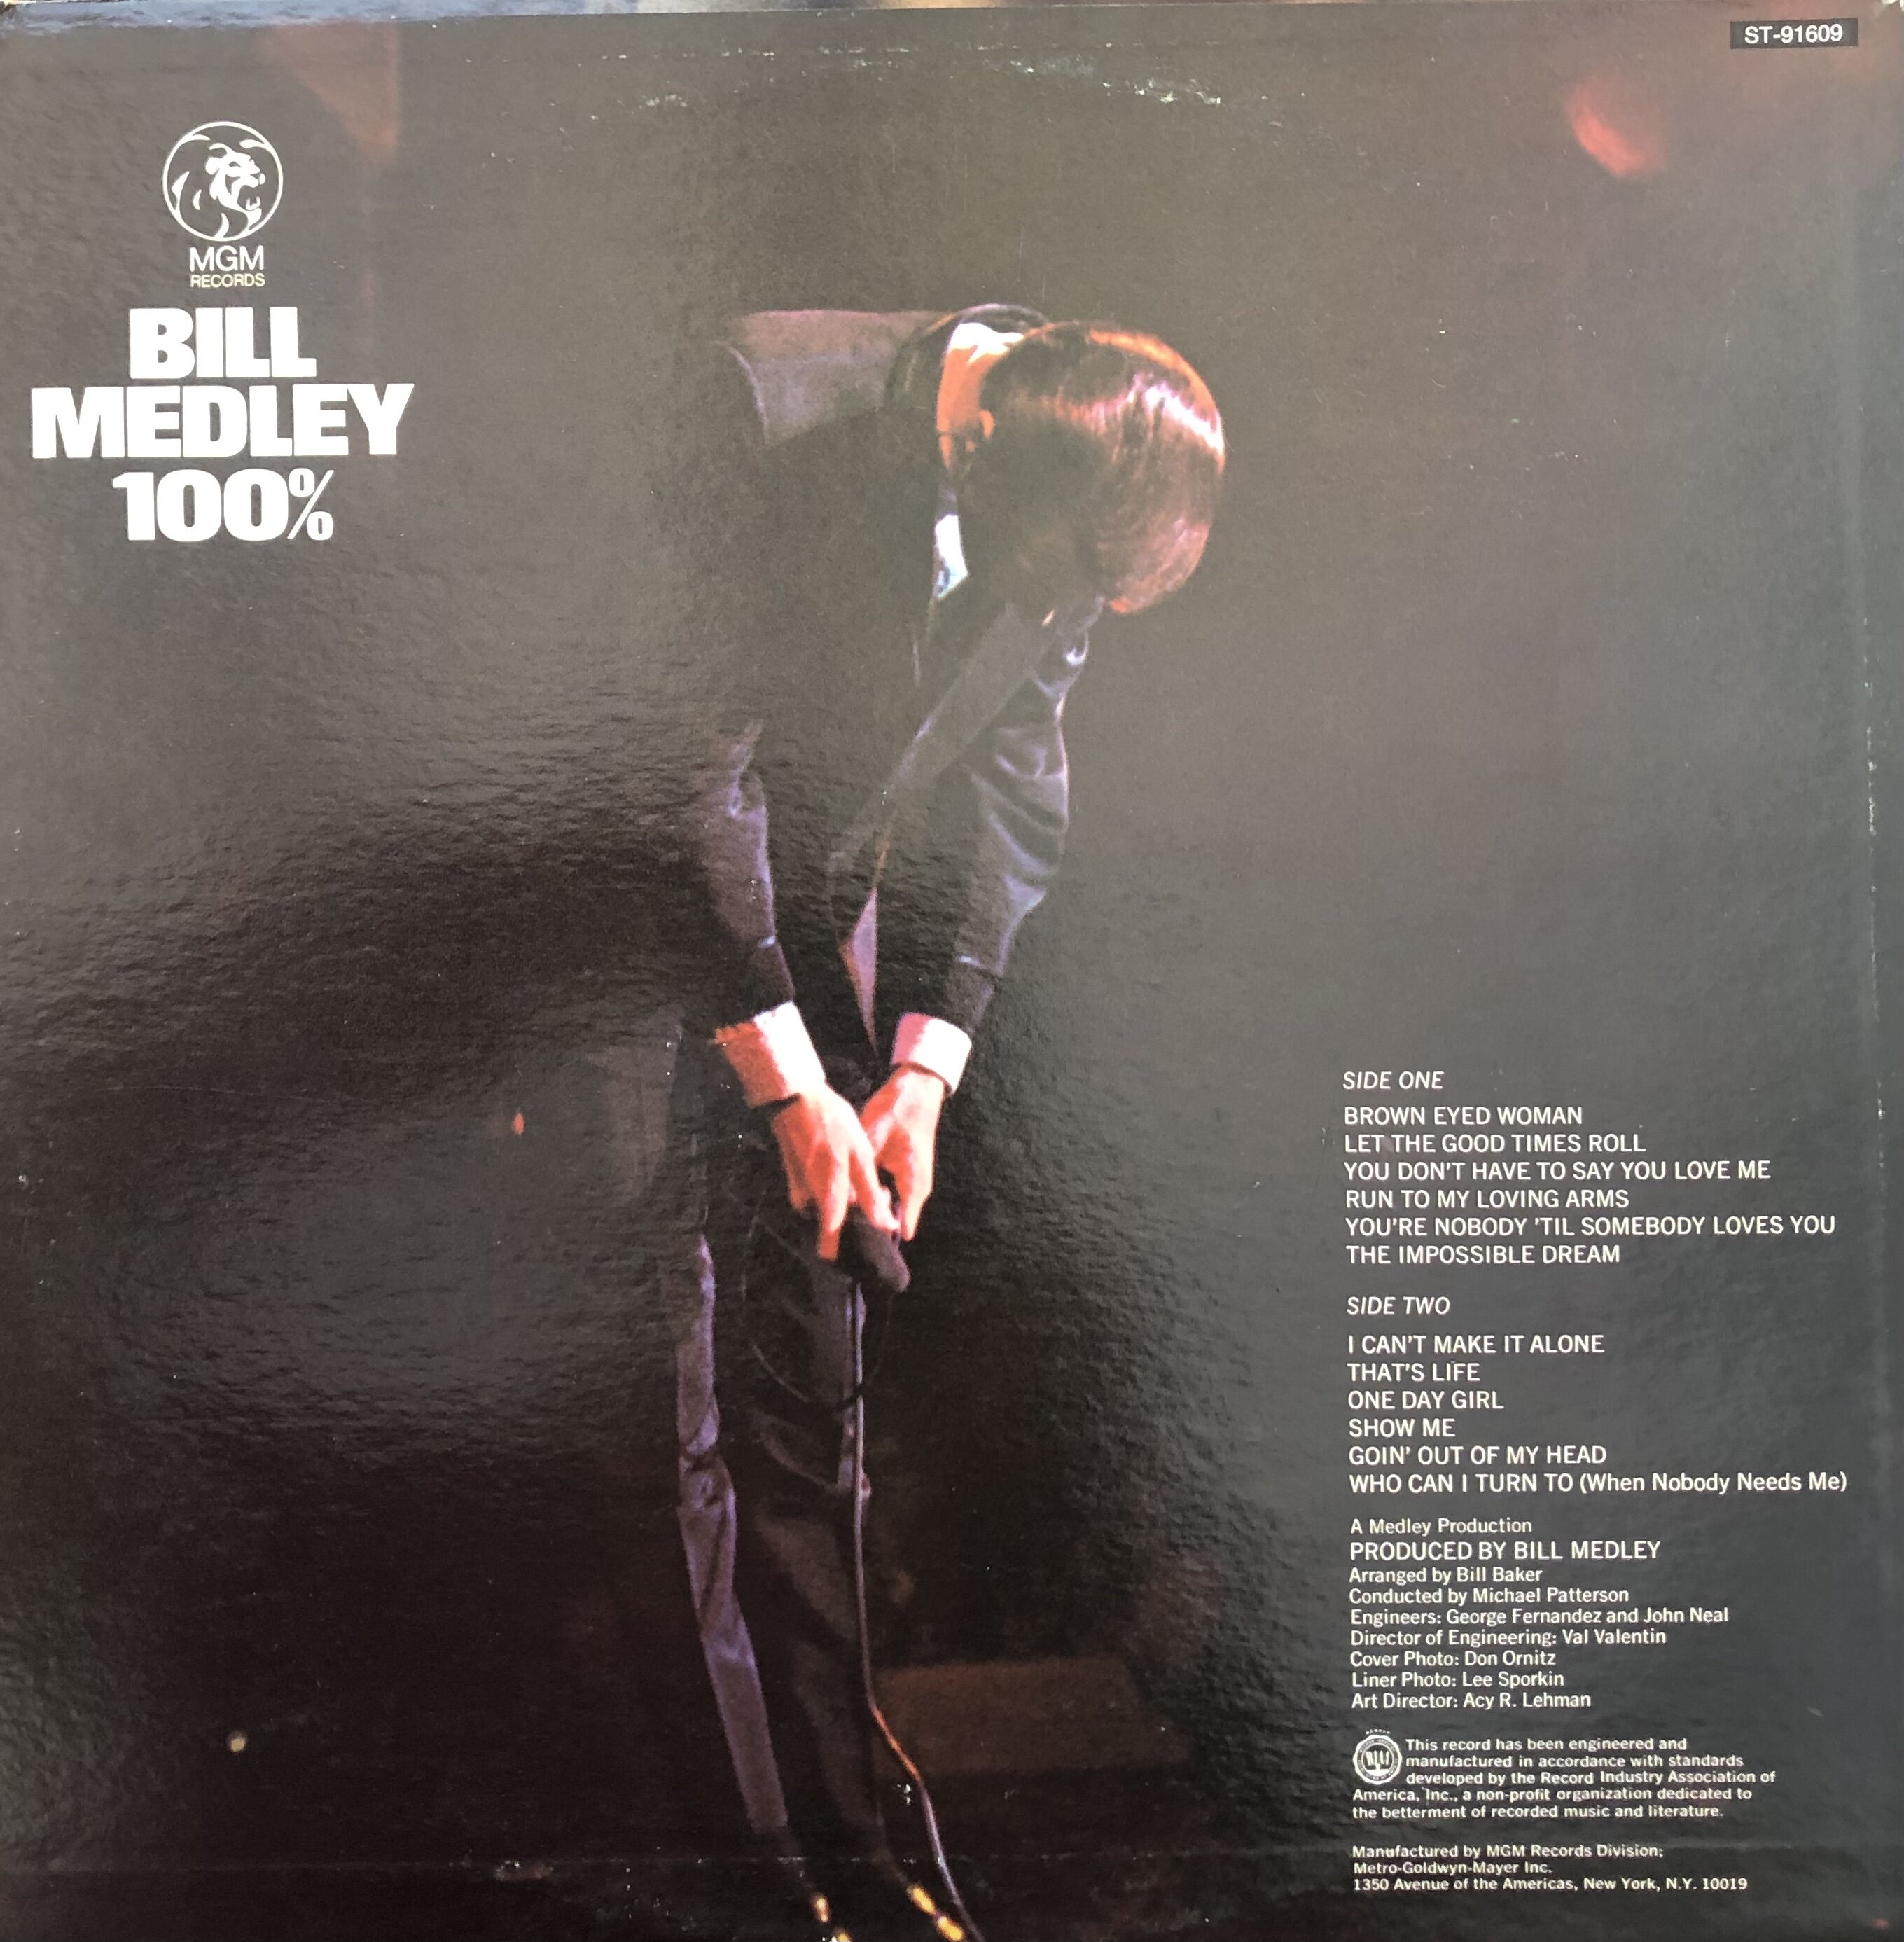 ST-91609
MGM
RECORDS
BILL
MEDLEY
100%
SIDE ONE
BROWN EYED WOMAN
LET THE GOOD TIMES ROLL
YOU DON'T HAVE TO SAY YOU LOVE ME
RUN TO MY LOVING ARMS
YOU'RE NOBODY 'TIL SOMEBODY LOVES YOU
THE IMPOSSIBLE DREAM
SIDE TWO
I CAN'T MAKE IT ALONE
THAT'S LIFE
ONE DAY GIRL
SHOW ME
GOIN' OUT OF MY HEAD
WHO CAN I TURN TO (When Nobody Needs Me)
A Medley Production
PRODUCED BY BILL MEDLEY
Arranged by Bill Baker
Conducted by Michael Patterson
Engineers: George Fernandez and John Neal
Director of Engineering: Val Valentin
Cover Photo: Don Ornitz
Liner Photo: Lee Sporkin
Art Director: Acy R. Lehman
This record has been engineered and
manufactured in accordance with standards
developed by the Record Industry Association of
America, Inc., a non-profit organization dedicated to
the betterment of recorded music and literature.
Manufactured by MGM Records Division;
Metro-Goldwyn-Mayer Inc.
1350 Avenue of the Americas, New York, N.Y. 10019